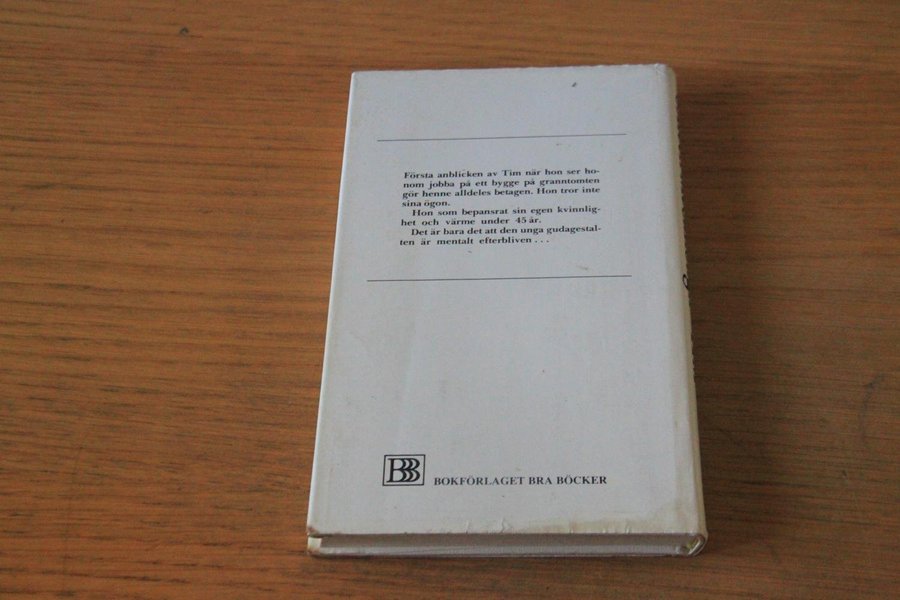 Första anblicken av Tim när hon ser ho-
nom jobba på ett bygge på granntomten
gör henne alldeles betagen. Hon tror inte
sina ögon.
Hon som bepansrat sin egen kvinnlig-
het och värme under 45 år.
Det är bara det att den unga gudagestal-
ten är mentalt efterbliven . . .
BBB
BOKFÖRLAGET BRA BÖCKER